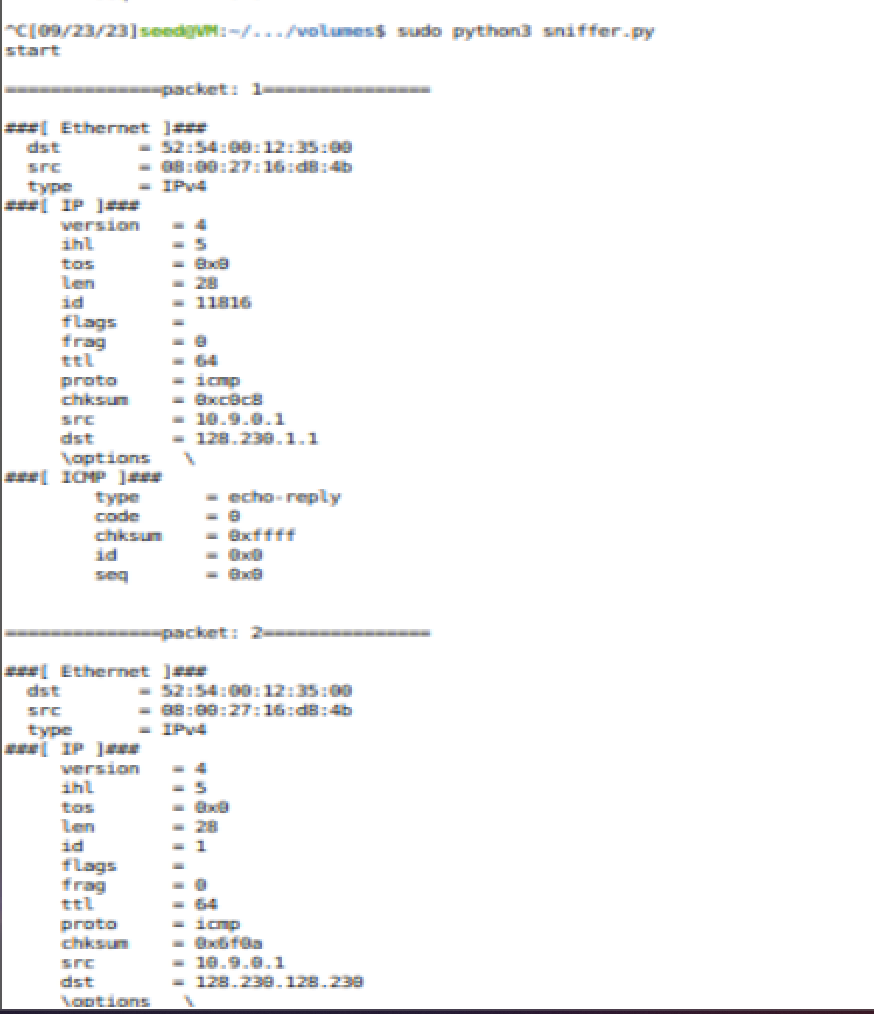 ^C[09/23/23]seed@VM:~/.../volumes$ sudo python3 sniffer.py
start
==============packet: 1===============
###[ Ethernet ]###
  dst       = 52:54:00:12:35:00
  src       = 08:00:27:16:d8:4b
  type      = IPv4
###[ IP ]###
     version   = 4
     ihl       = 5
     tos       = 0x0
     len       = 28
     id        = 11816
     flags     =
     frag      = 0
     ttl       = 64
     proto     = icmp
     chksum    = 0xc0c8
     src       = 10.9.0.1
     dst       = 128.230.1.1
     \options   \
###[ ICMP ]###
        type      = echo-reply
        code      = 0
        chksum    = 0xffff
        id        = 0x0
        seq       = 0x0
==============packet: 2===============
###[ Ethernet ]###
  dst       = 52:54:00:12:35:00
  src       = 08:00:27:16:d8:4b
  type      = IPv4
###[ IP ]###
     version   = 4
     ihl       = 5
     tos       = 0x0
     len       = 28
     id        = 1
     flags     =
     frag      = 0
     ttl       = 64
     proto     = icmp
     chksum    = 0x6f0a
     src       = 10.9.0.1
     dst       = 128.230.128.230
     \options   \